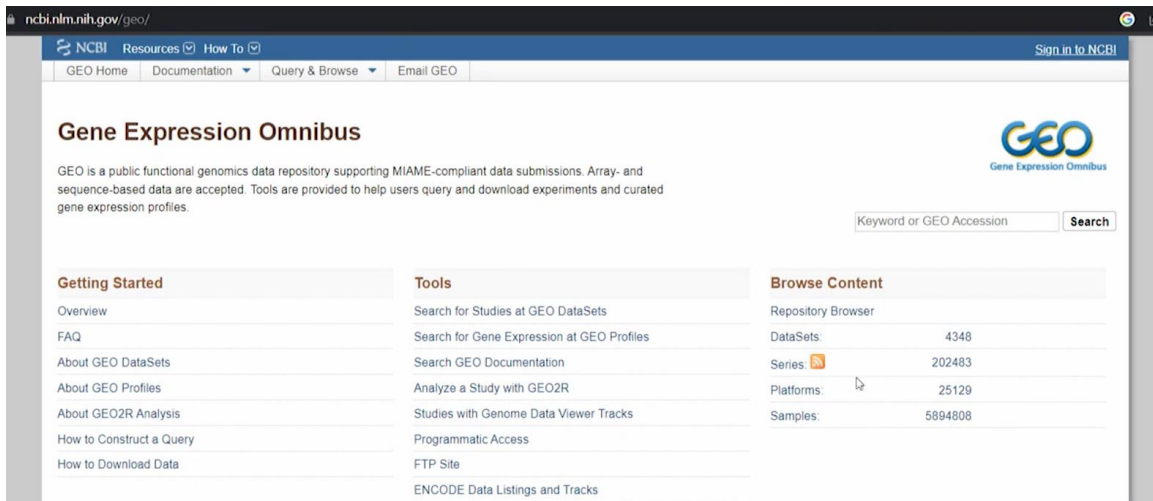 ncbi.nlm.nih.gov/geo/
NCBI Resources How To Sign in to NCBI
GEO Home Documentation Query & Browse Email GEO
Gene Expression Omnibus
GEO
Gene Expression Omnibus
GEO is a public functional genomics data repository supporting MIAME-compliant data submissions. Array- and
sequence-based data are accepted. Tools are provided to help users query and download experiments and curated
gene expression profiles.
Keyword or GEO Accession Search
Getting Started
Overview
FAQ
About GEO DataSets
About GEO Profiles
About GEO2R Analysis
How to Construct a Query
How to Download Data
Tools
Search for Studies at GEO DataSets
Search for Gene Expression at GEO Profiles
Search GEO Documentation
Analyze a Study with GEO2R
Studies with Genome Data Viewer Tracks
Programmatic Access
FTP Site
ENCODE Data Listings and Tracks
Browse Content
Repository Browser
DataSets: 4348
Series: 202483
Platforms: 25129
Samples: 5894808